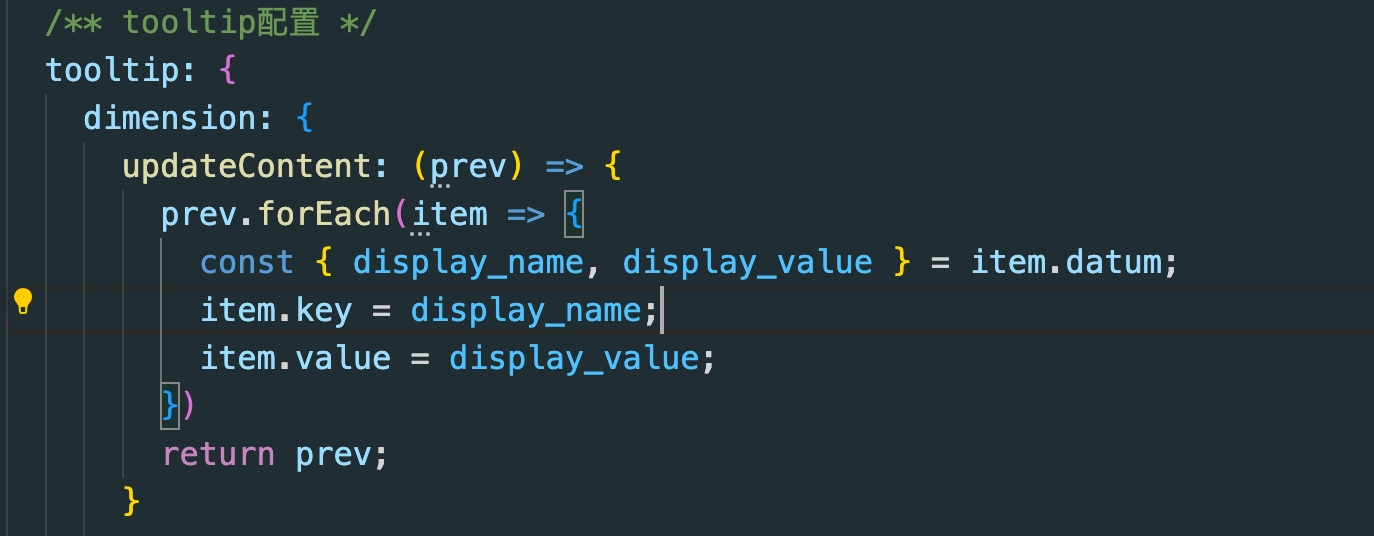 /** tooltip配置 */
tooltip: {
dimension: {
updateContent: (prev) => {
prev.forEach(item => {
const { display_name, display_value } = item.datum;
item.key = display_name;
item.value = display_value;
})
return prev;
}